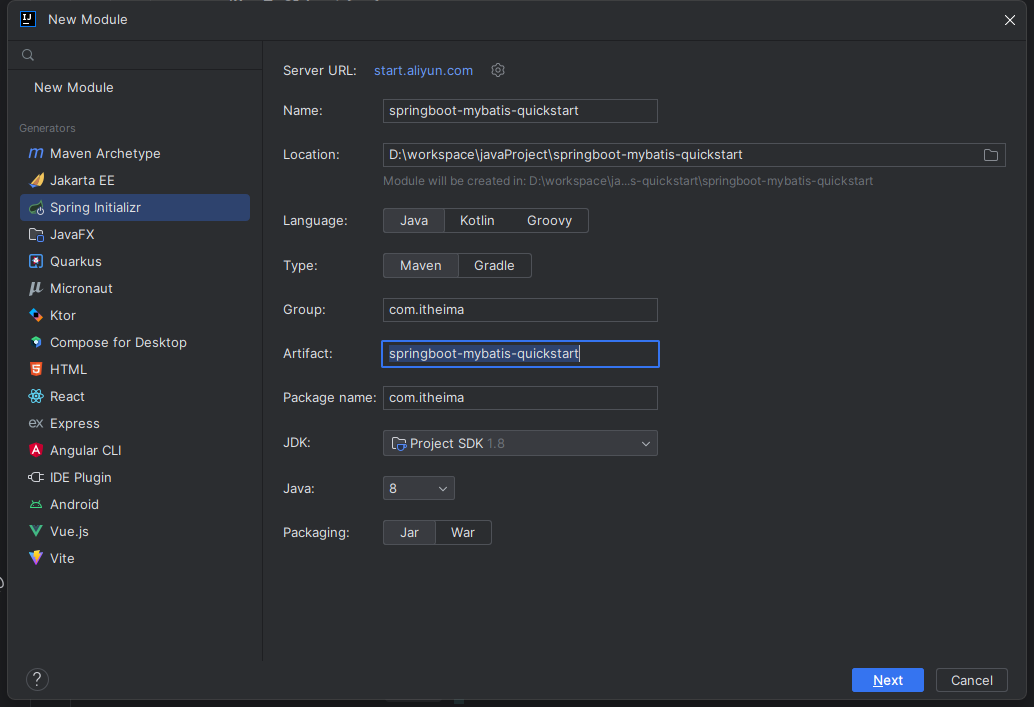 New Module
New Module
Generators
Maven Archetype
Jakarta EE
Spring Initializr
JavaFX
Quarkus
Micronaut
Ktor
Compose for Desktop
HTML
React
Express
Angular CLI
IDE Plugin
Android
Vue.js
Vite
Server URL: start.aliyun.com
Name: springboot-mybatis-quickstart
Location: D:\workspace\javaProject\springboot-mybatis-quickstart
Module will be created in: D:\workspace\ja...s-quickstart\springboot-mybatis-quickstart
Language: Java Kotlin Groovy
Type: Maven Gradle
Group: com.itheima
Artifact: springboot-mybatis-quickstart
Package name: com.itheima
JDK: Project SDK 1.8
Java: 8
Packaging: Jar War
? Next Cancel